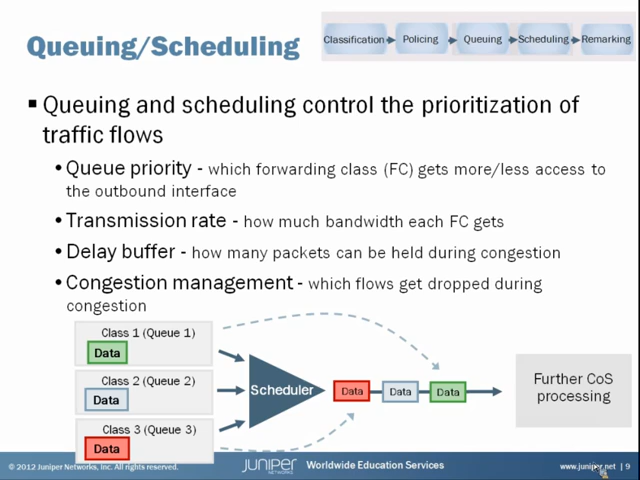 Queuing/Scheduling
Classification
Policing
Queuing
Scheduling
Remarking
Queuing and scheduling control the prioritization of
traffic flows
Queue priority - which forwarding class (FC) gets more/less access to
the outbound interface
Transmission rate - how much bandwidth each FC gets
Delay buffer - how many packets can be held during congestion
Congestion management - which flows get dropped during
congestion
Class 1 (Queue 1)
Data
Class 2 (Queue 2)
Data
Class 3 (Queue 3)
Data
Scheduler
Data
Data
Data
Further CoS
processing
© 2012 Juniper Networks, Inc. All rights reserved.
JUNIPER
NETWORKS
Worldwide Education Services
www.juniper.net | 9